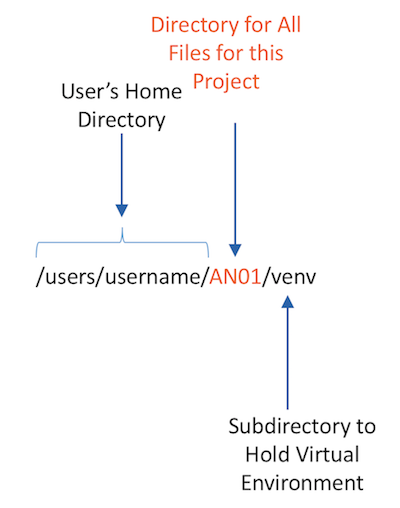 Directory for All
Files for this
Project
User’s Home
Directory
/users/username/AN01/venv
Subdirectory to
Hold Virtual
Environment